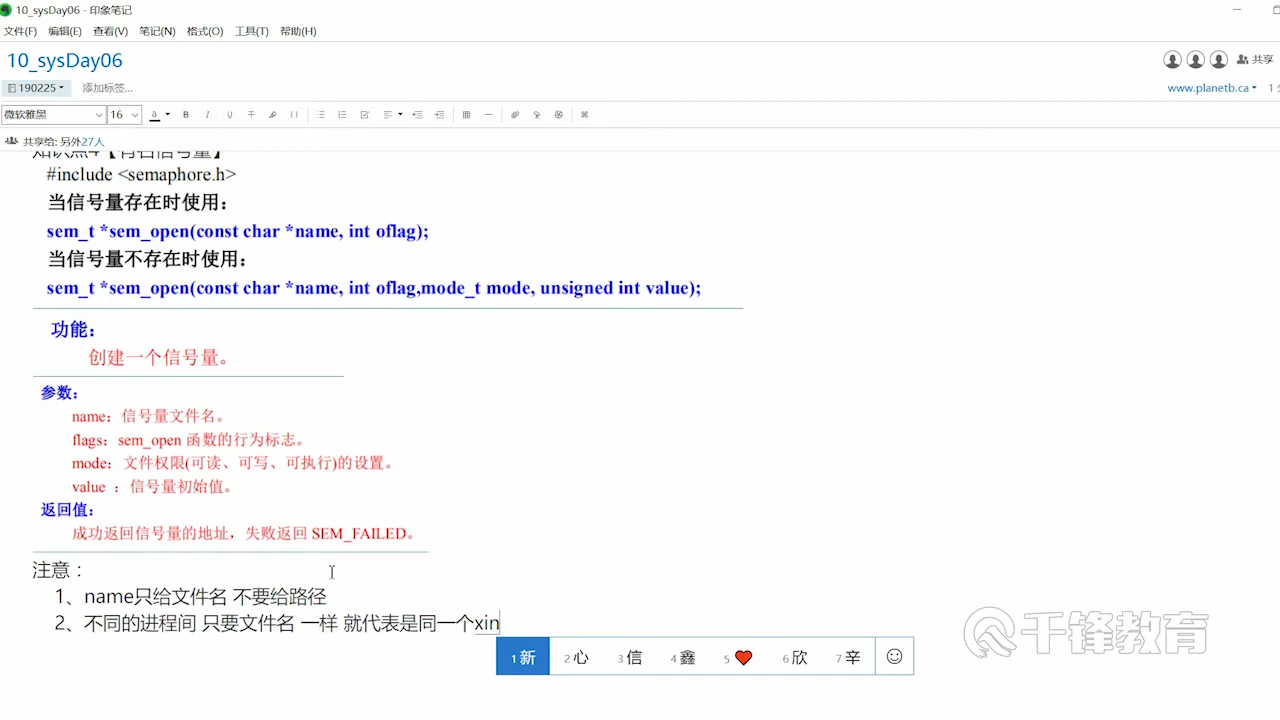 10_sysDay06 - 印象笔记
文件(F) 编辑(E) 查看(V) 笔记(N) 格式(O) 工具(T) 帮助(H)
10_sysDay06
共享
190225 添加标签...
www.planetb.ca
微软雅黑 16
共享给: 另外27人
知识点4【有名信号量】
#include <semaphore.h>
当信号量存在时使用：
sem_t *sem_open(const char *name, int oflag);
当信号量不存在时使用：
sem_t *sem_open(const char *name, int oflag,mode_t mode, unsigned int value);
功能：
创建一个信号量。
参数：
name：信号量文件名。
flags：sem_open 函数的行为标志。
mode：文件权限(可读、可写、可执行)的设置。
value ：信号量初始值。
返回值：
成功返回信号量的地址，失败返回 SEM_FAILED。
注意：
1、name只给文件名 不要给路径
2、不同的进程间 只要文件名 一样 就代表是同一个xin
1 新 2 心 3 信 4 鑫 5 ❤ 6 欣 7 辛
千锋教育